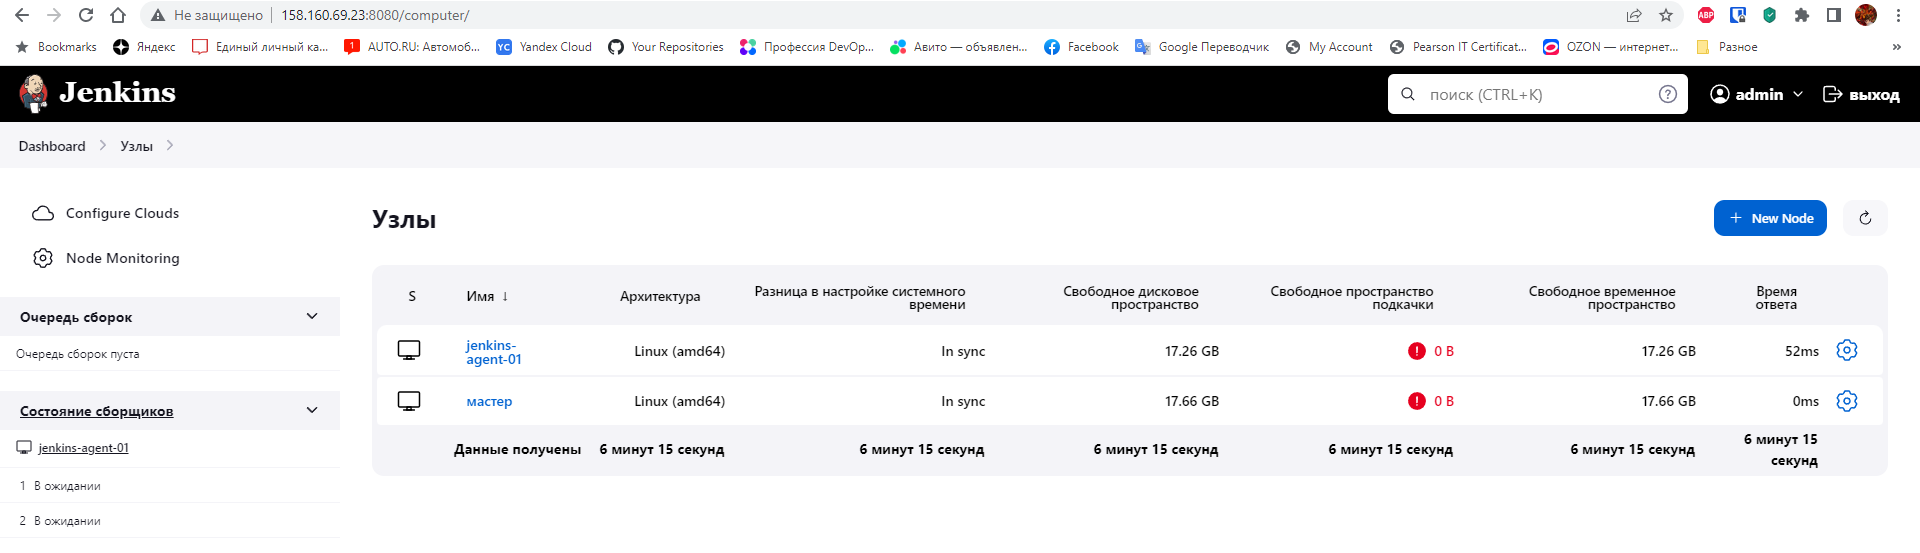 Не защищено
158.160.69.23:8080/computer/
Bookmarks
Яндекс
Единый личный ка...
AUTO.RU: Автомоб...
Yandex Cloud
Your Repositories
Профессия DevOp...
Авито — объявлен...
Facebook
Google Переводчик
My Account
Pearson IT Certificat...
OZON — интернет...
Разное
»
Jenkins
поиск (CTRL+K)
admin
выход
Dashboard
Узлы
Configure Clouds
Node Monitoring
Очередь сборок
Очередь сборок пуста
Состояние сборщиков
jenkins-agent-01
1 В ожидании
2 В ожидании
Узлы
+ New Node
S
Имя ↓
Архитектура
Разница в настройке системного
времени
Свободное дисковое
пространство
Свободное пространство
подкачки
Свободное временное
пространство
Время
ответа
jenkins-
agent-01
Linux (amd64)
In sync
17.26 GB
0 B
17.26 GB
52ms
мастер
Linux (amd64)
In sync
17.66 GB
0 B
17.66 GB
0ms
Данные получены
6 минут 15 секунд
6 минут 15 секунд
6 минут 15 секунд
6 минут 15 секунд
6 минут 15 секунд
6 минут 15
секунд